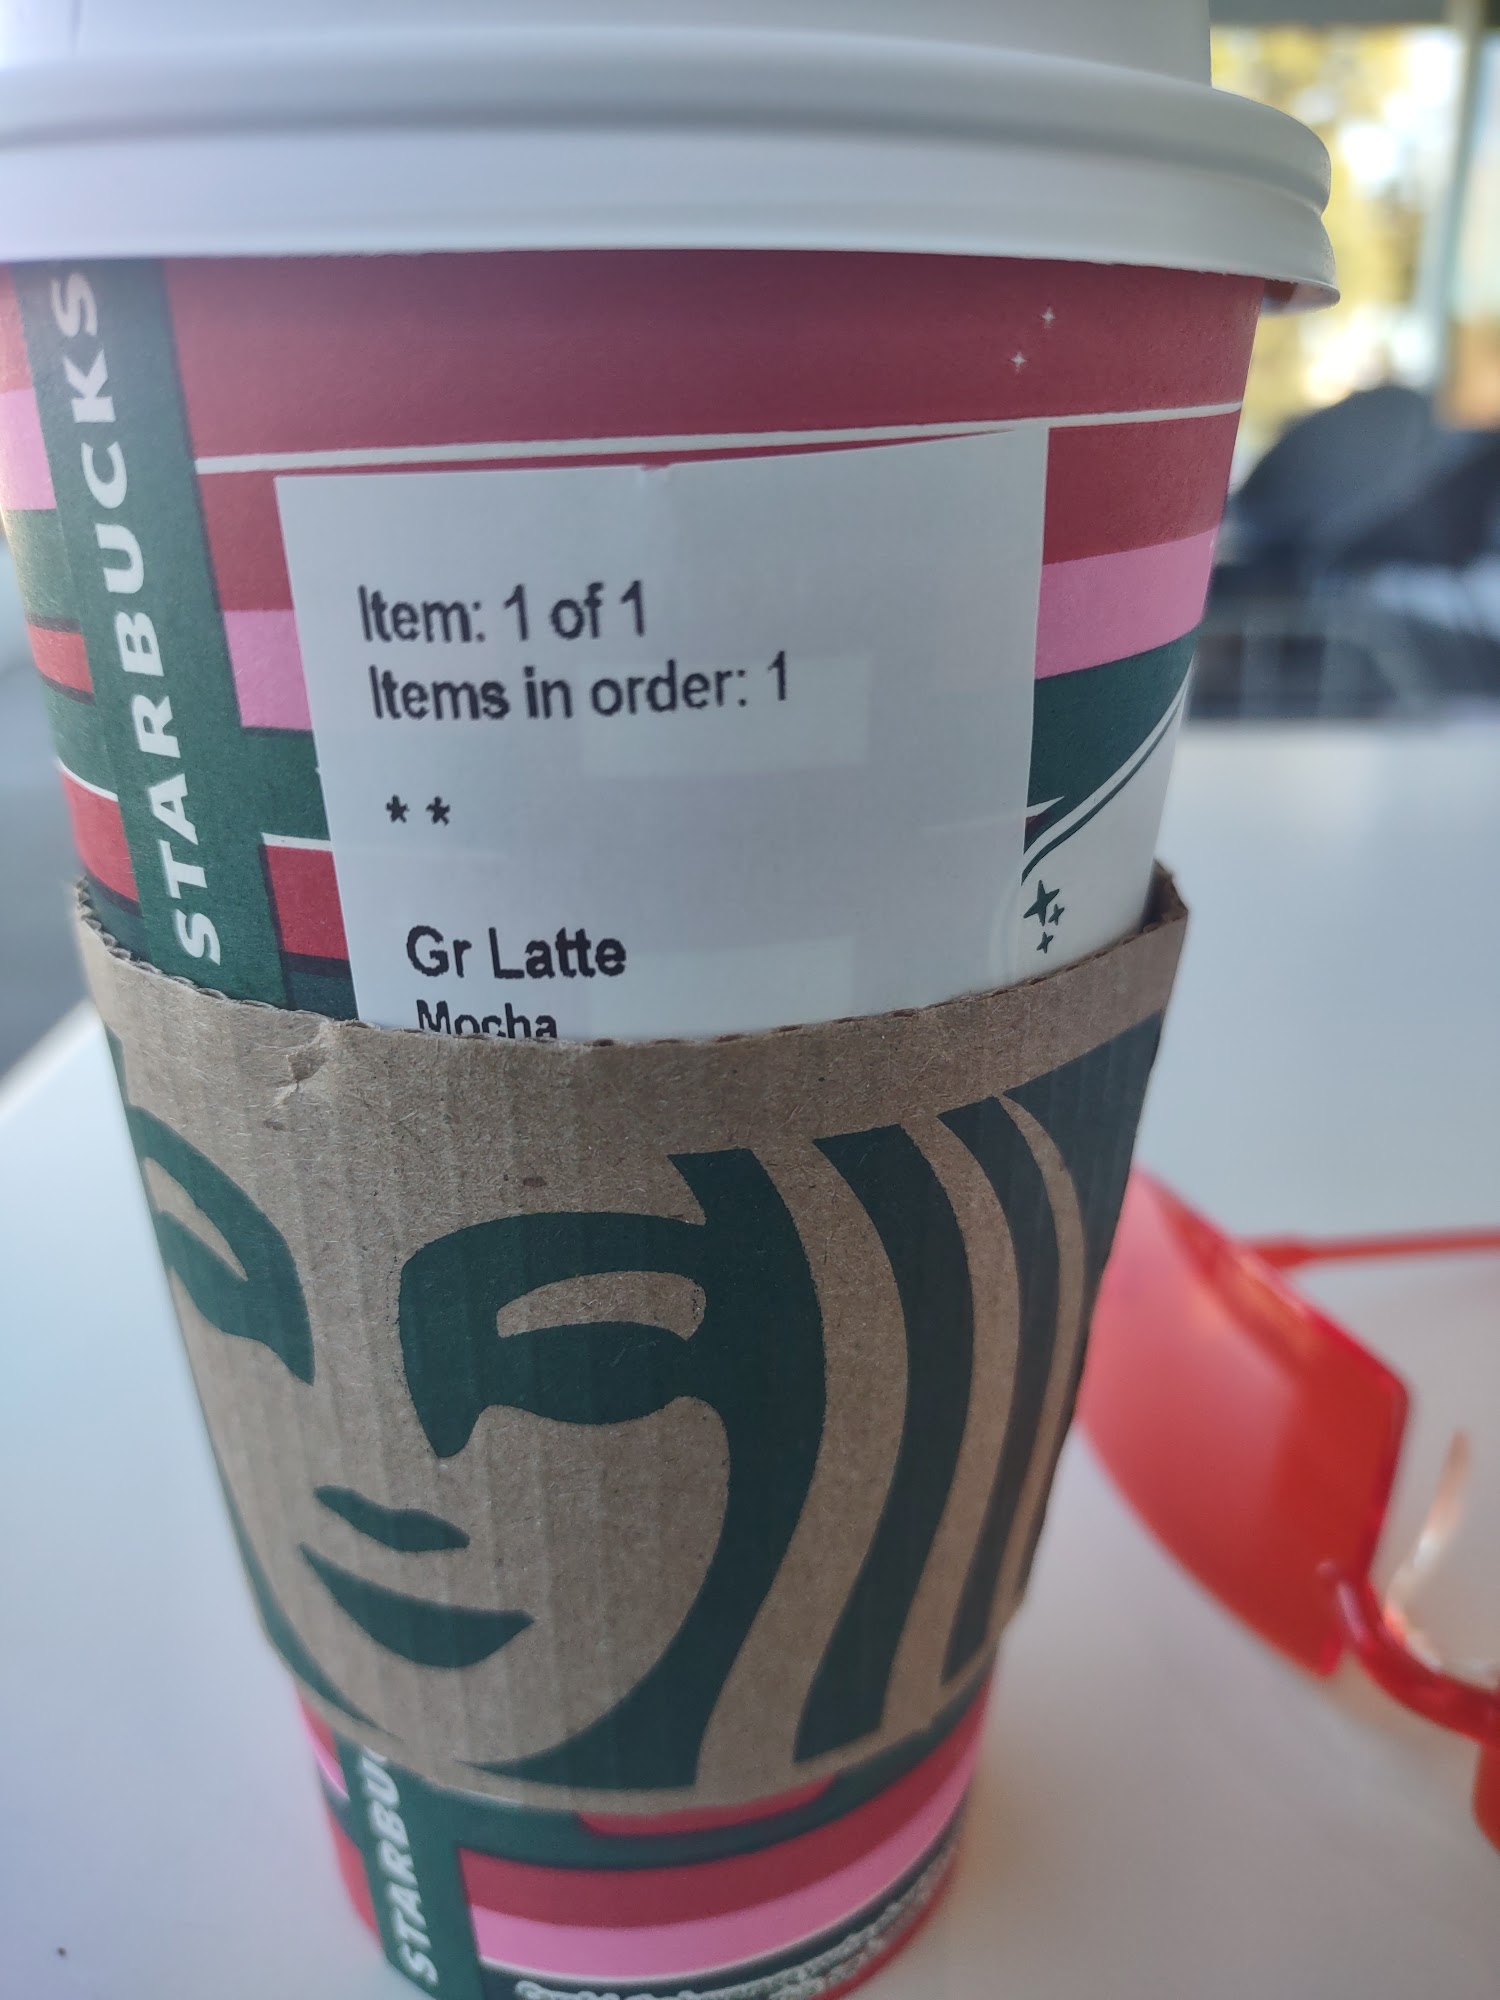 STARBUCKS
Item: 1 of 1
Items in order: 1
* *
Gr Latte
Mocha
STARBU